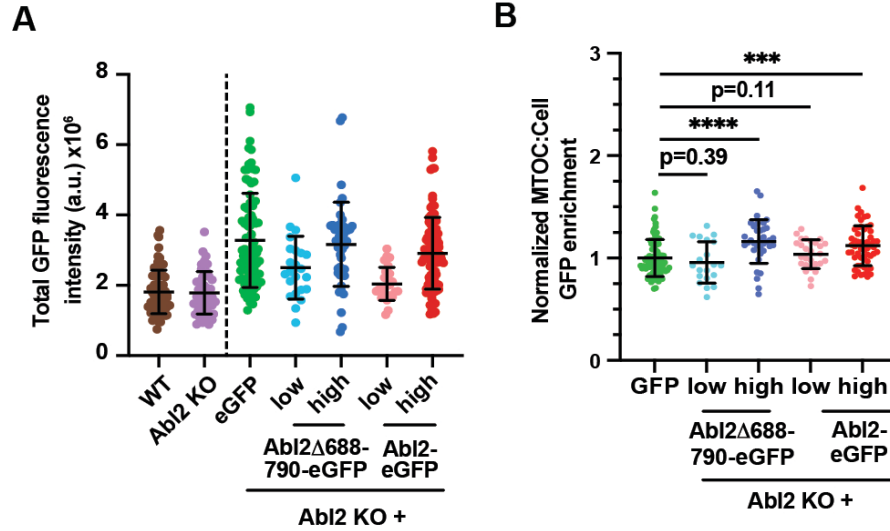 A
Total GFP fluorescence
intensity (a.u.) x10⁶
8
6
4
2
0
WT
Abl2 KO
eGFP
low
high
low
high
Abl2Δ688-
790-eGFP
Abl2-
eGFP
Abl2 KO +
B
Normalized MTOC:Cell
GFP enrichment
3
2
1
0
***
p=0.11
****
p=0.39
GFP
low
high
low
high
Abl2Δ688-
790-eGFP
Abl2-
eGFP
Abl2 KO +